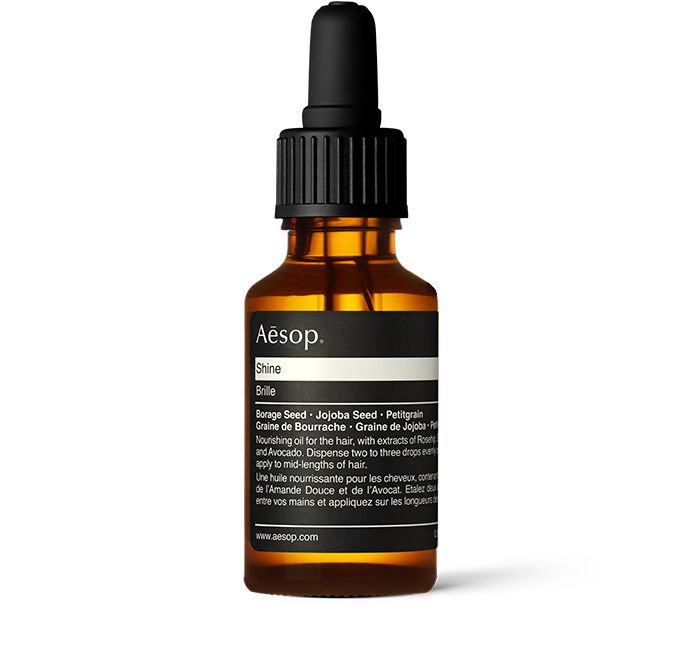 Aēsop®
Shine
Brille
Borage Seed · Jojoba Seed · Petitgrain
Graine de Bourrache · Graine de Jojoba ·
Nourishing oil for the hair, with extracts of
and Avocado. Dispense two to three drops
apply to mid-lengths of hair.
Une huile nourrissante pour les cheveux,
de l'Amande Douce et de l'Avocat. Etalez deux
entre vos mains et appliquez sur les longueurs
www.aesop.com